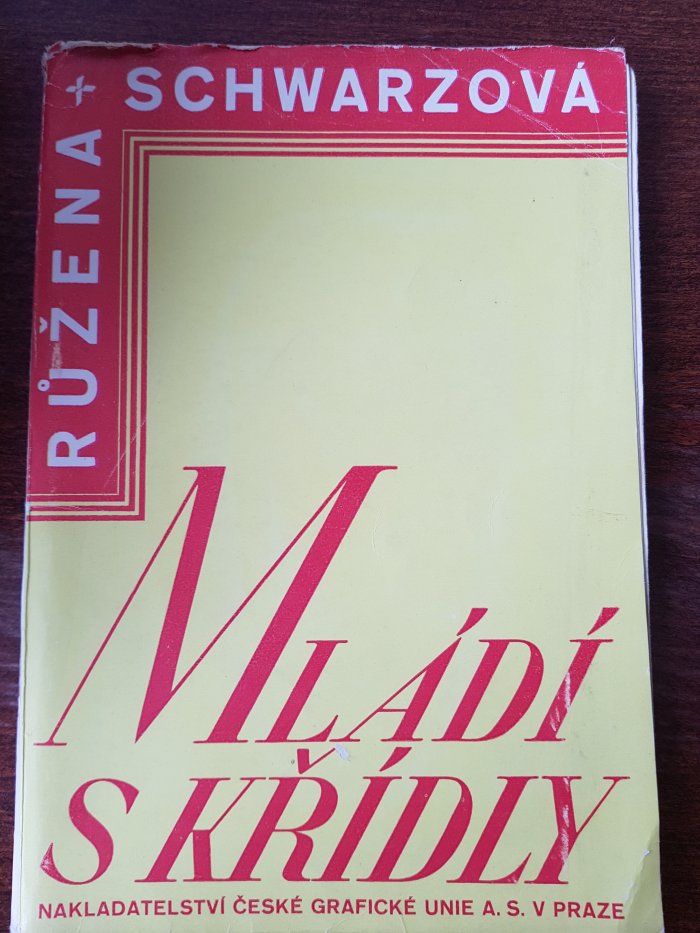 RŮŽENA + SCHWARZOVÁ
MLÁDÍ
S KŘÍDLY
NAKLADATELSTVÍ ČESKÉ GRAFICKÉ UNIE A. S. V PRAZE